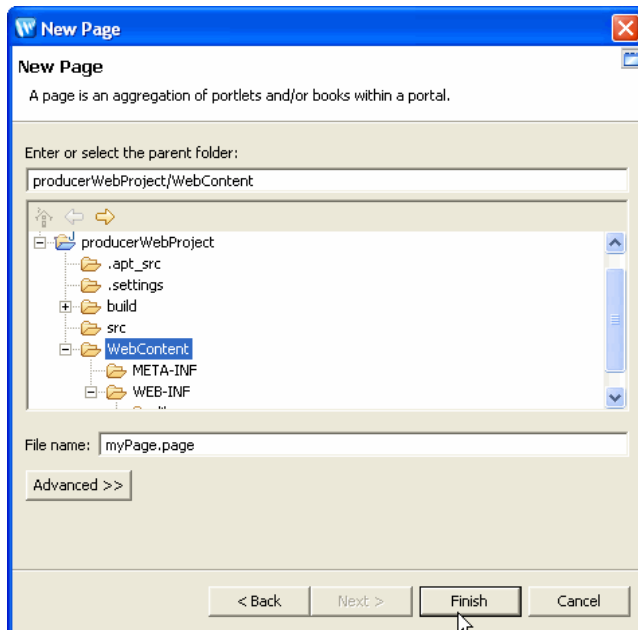 New Page
New Page
A page is an aggregation of portlets and/or books within a portal.
Enter or select the parent folder:
producerWebProject/WebContent
producerWebProject
.apt_src
.settings
build
src
WebContent
META-INF
WEB-INF
File name: myPage.page
Advanced >>
< Back Next > Finish Cancel